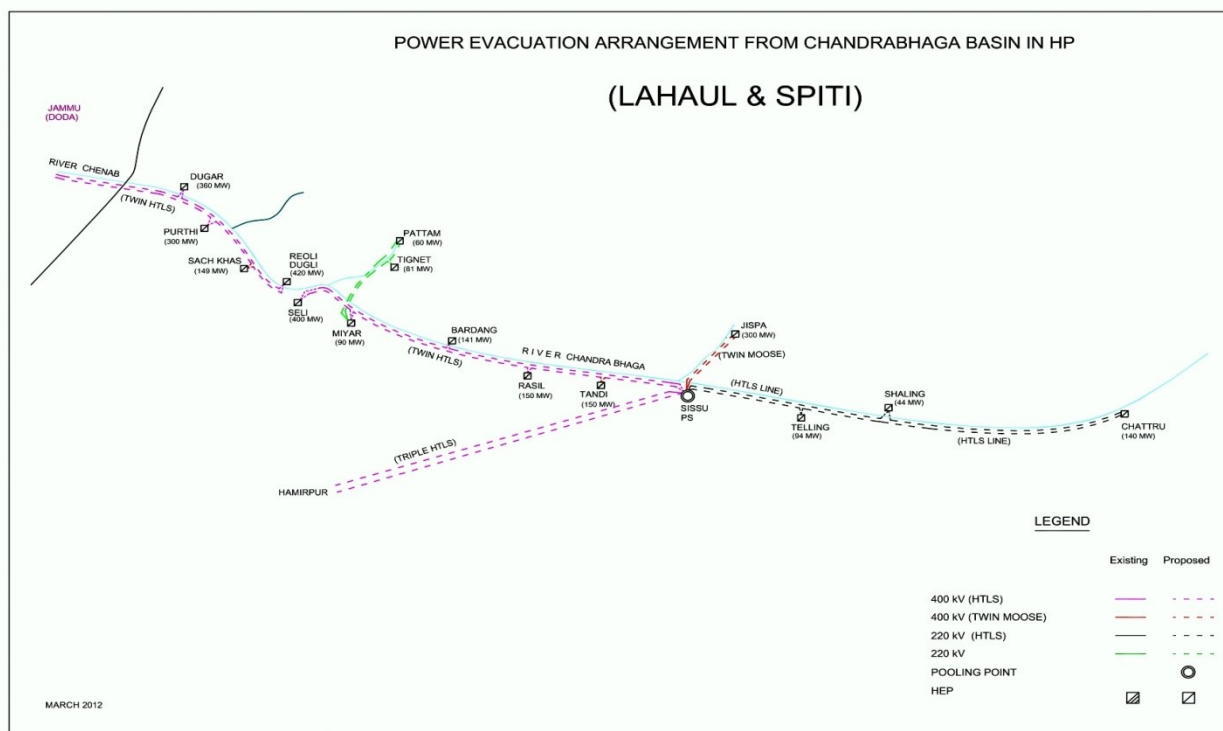 POWER EVACUATION ARRANGEMENT FROM CHANDRABHAGA BASIN IN HP
(LAHAUL & SPITI)
JAMMU
(DODA)
RIVER CHENAB
DUGAR
(360 MW)
(TWIN HTLS)
PURTHI
(300 MW)
SACH KHAS
(149 MW)
REOLI
DUGLI
(420 MW)
SELI
(400 MW)
PATTAM
(60 MW)
TIGNET
(81 MW)
MIYAR
(90 MW)
(TWIN HTLS)
BARDANG
(141 MW)
RIVER CHANDRA BHAGA
RASIL
(150 MW)
TANDI
(150 MW)
JISPA
(300 MW)
(TWIN MOOSE)
SISSU
PS
(HTLS LINE)
TELLING
(94 MW)
SHALING
(44 MW)
(HTLS LINE)
CHATTRU
(140 MW)
(TRIPLE HTLS)
HAMIRPUR
LEGEND
Existing Proposed
400 kV (HTLS)
400 kV (TWIN MOOSE)
220 kV (HTLS)
220 kV
POOLING POINT
HEP
MARCH 2012